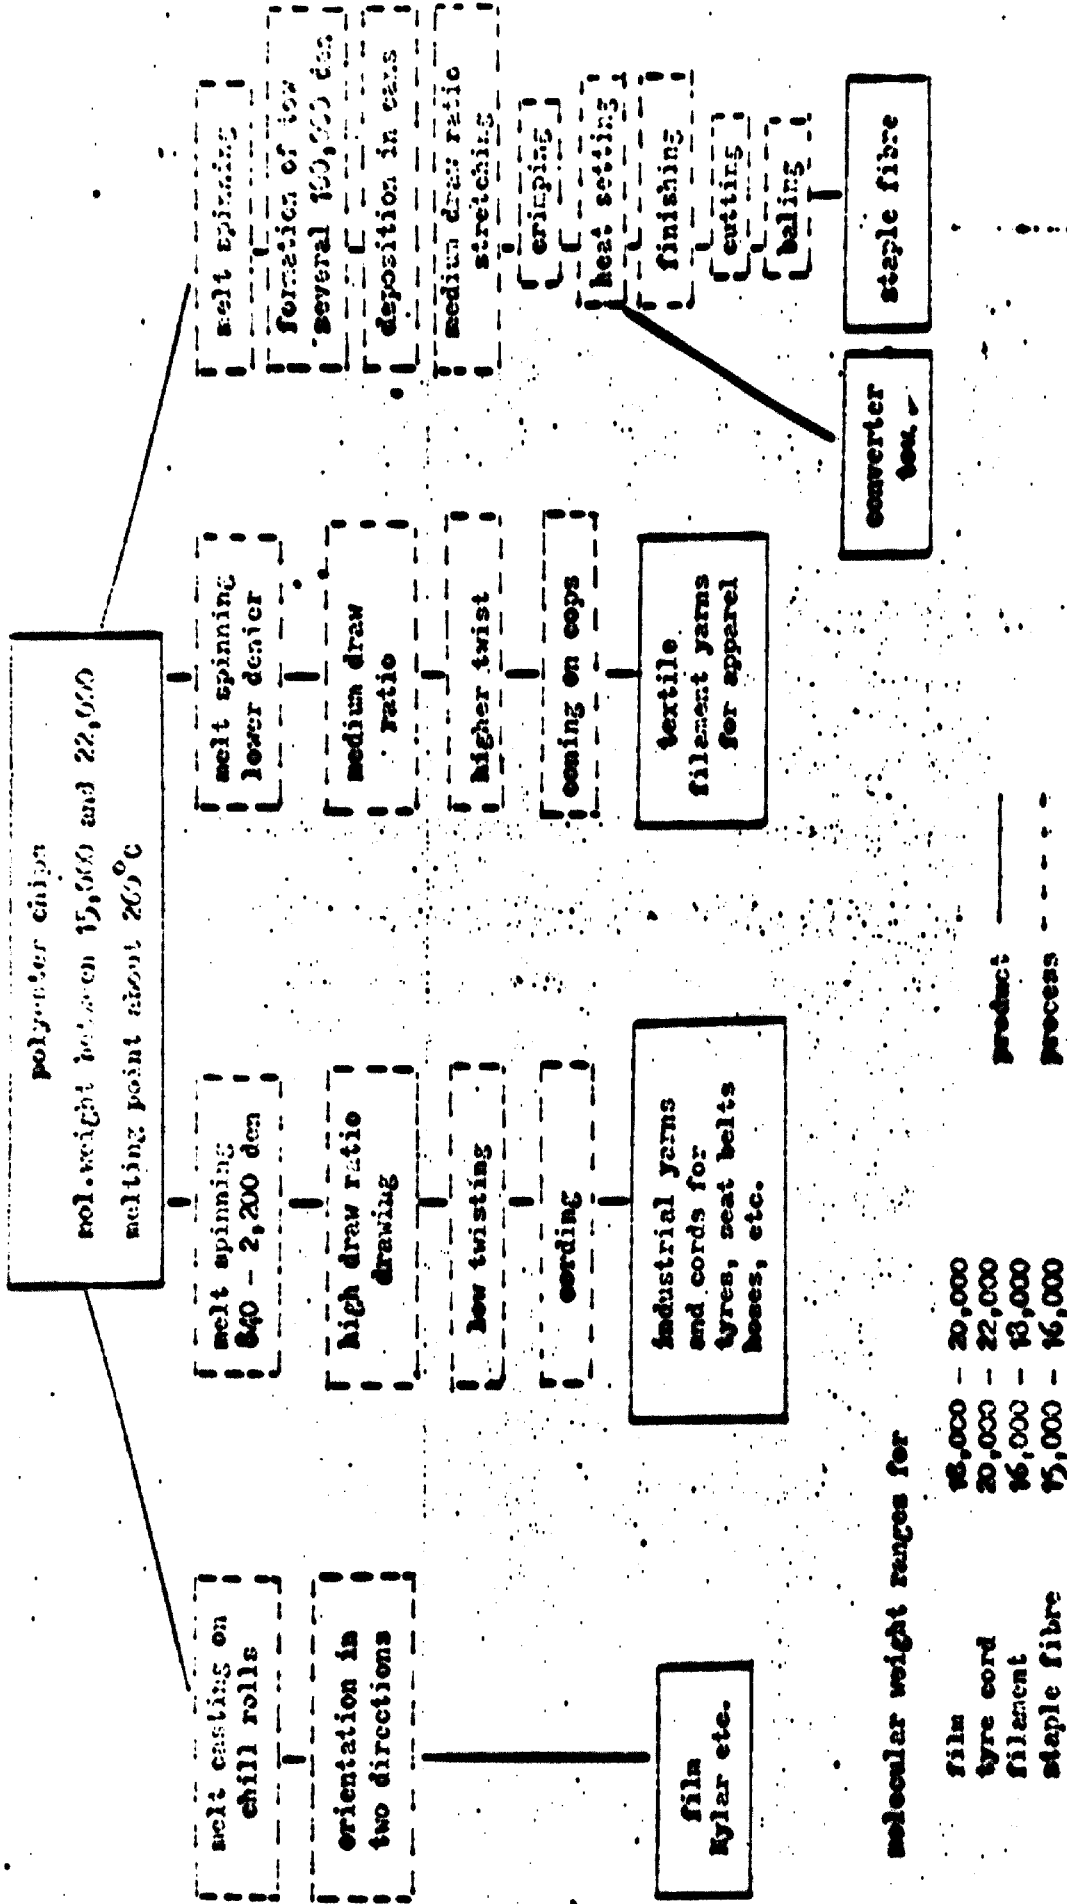 polyester chips
mol.weight between 15,000 and 22,000
melting point about 260°C
melt casting on
chill rolls
orientation in
two directions
film
Mylar etc.
melt spinning
840 - 2,200 den
high draw ratio
drawing
low twisting
cording
industrial yarns
and cords for
tyres, seat belts
hoses, etc.
melt spinning
lower denier
medium draw
ratio
higher twist
coning on cops
textile
filament yarns
for apparel
melt spinning
formation of tow
several 100,000 den
deposition in cans
medium draw ratio
stretching
crimping
heat setting
finishing
cutting
baling
converter
tow
staple fibre
molecular weight ranges for
film 18,000 - 20,000
tyre cord 20,000 - 22,000
filament 16,000 - 18,000
staple fibre 15,000 - 16,000
product
process